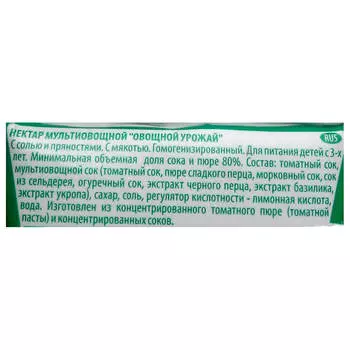 НЕКТАР МУЛЬТИОВОЩНОЙ "ОВОЩНОЙ УРОЖАЙ" RUS
С солью и пряностями. С мякотью. Гомогенизированный. Для питания детей с 3-х
лет. Минимальная объемная доля сока и пюре 80%. Состав: томатный сок,
мультиовощной сок (томатный сок, пюре сладкого перца, морковный сок, сок
из сельдерея, огуречный сок, экстракт черного перца, экстракт базилика,
экстракт укропа), сахар, соль, регулятор кислотности - лимонная кислота,
вода. Изготовлен из концентрированного томатного пюре (томатной
пасты) и концентрированных соков.